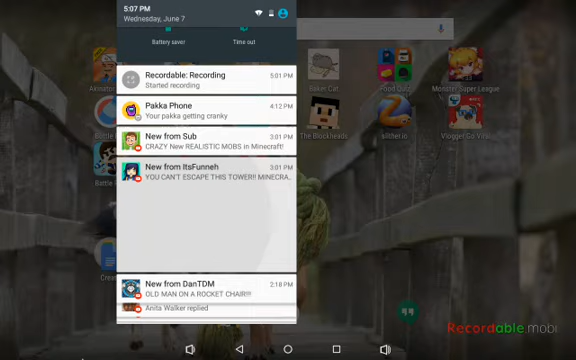 5:07 PM
Wednesday, June 7
Battery saver
Time out
Recordable: Recording
5:01 PM
Started recording
Pakka Phone
4:12 PM
Your pakka getting cranky
New from Sub
3:01 PM
CRAZY New REALISTIC MOBS in Minecraft!
New from ItsFunneh
3:01 PM
YOU CAN'T ESCAPE THIS TOWER!! MINECRA..
New from DanTDM
2:18 PM
OLD MAN ON A ROCKET CHAIR!!!
Anita Walker replied
Akinator
Baker Cat
Food Quiz
Monster Super League
Battle
The Blockheads
slither.io
Vlogger Go Viral
Battle
Recordable.mobi